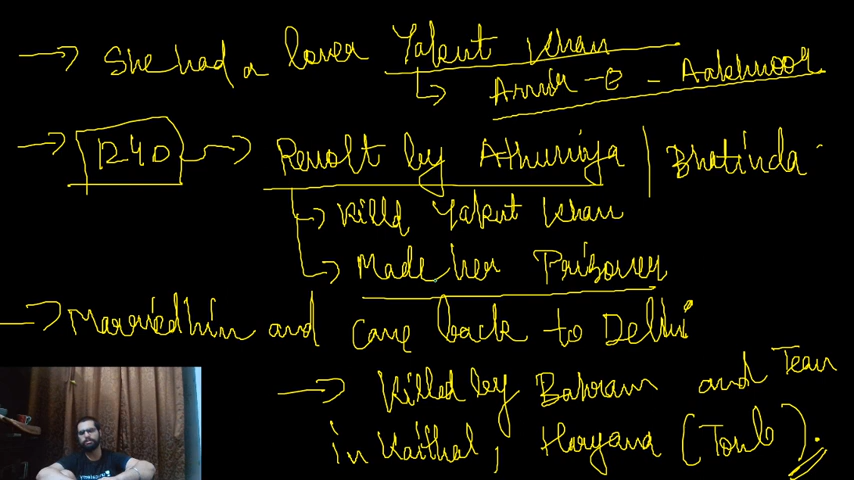 → She had a lover Yakut Khan
↳ Amir-e-Aakhnoor
→ 1240 → Revolt by Altuniya | Bhatinda
→ Killed Yakut Khan
→ Made her Prisoner
→ Married him and came back to Delhi
→ Killed by Bahram and Team
in Kaithal, Haryana (Tomb).